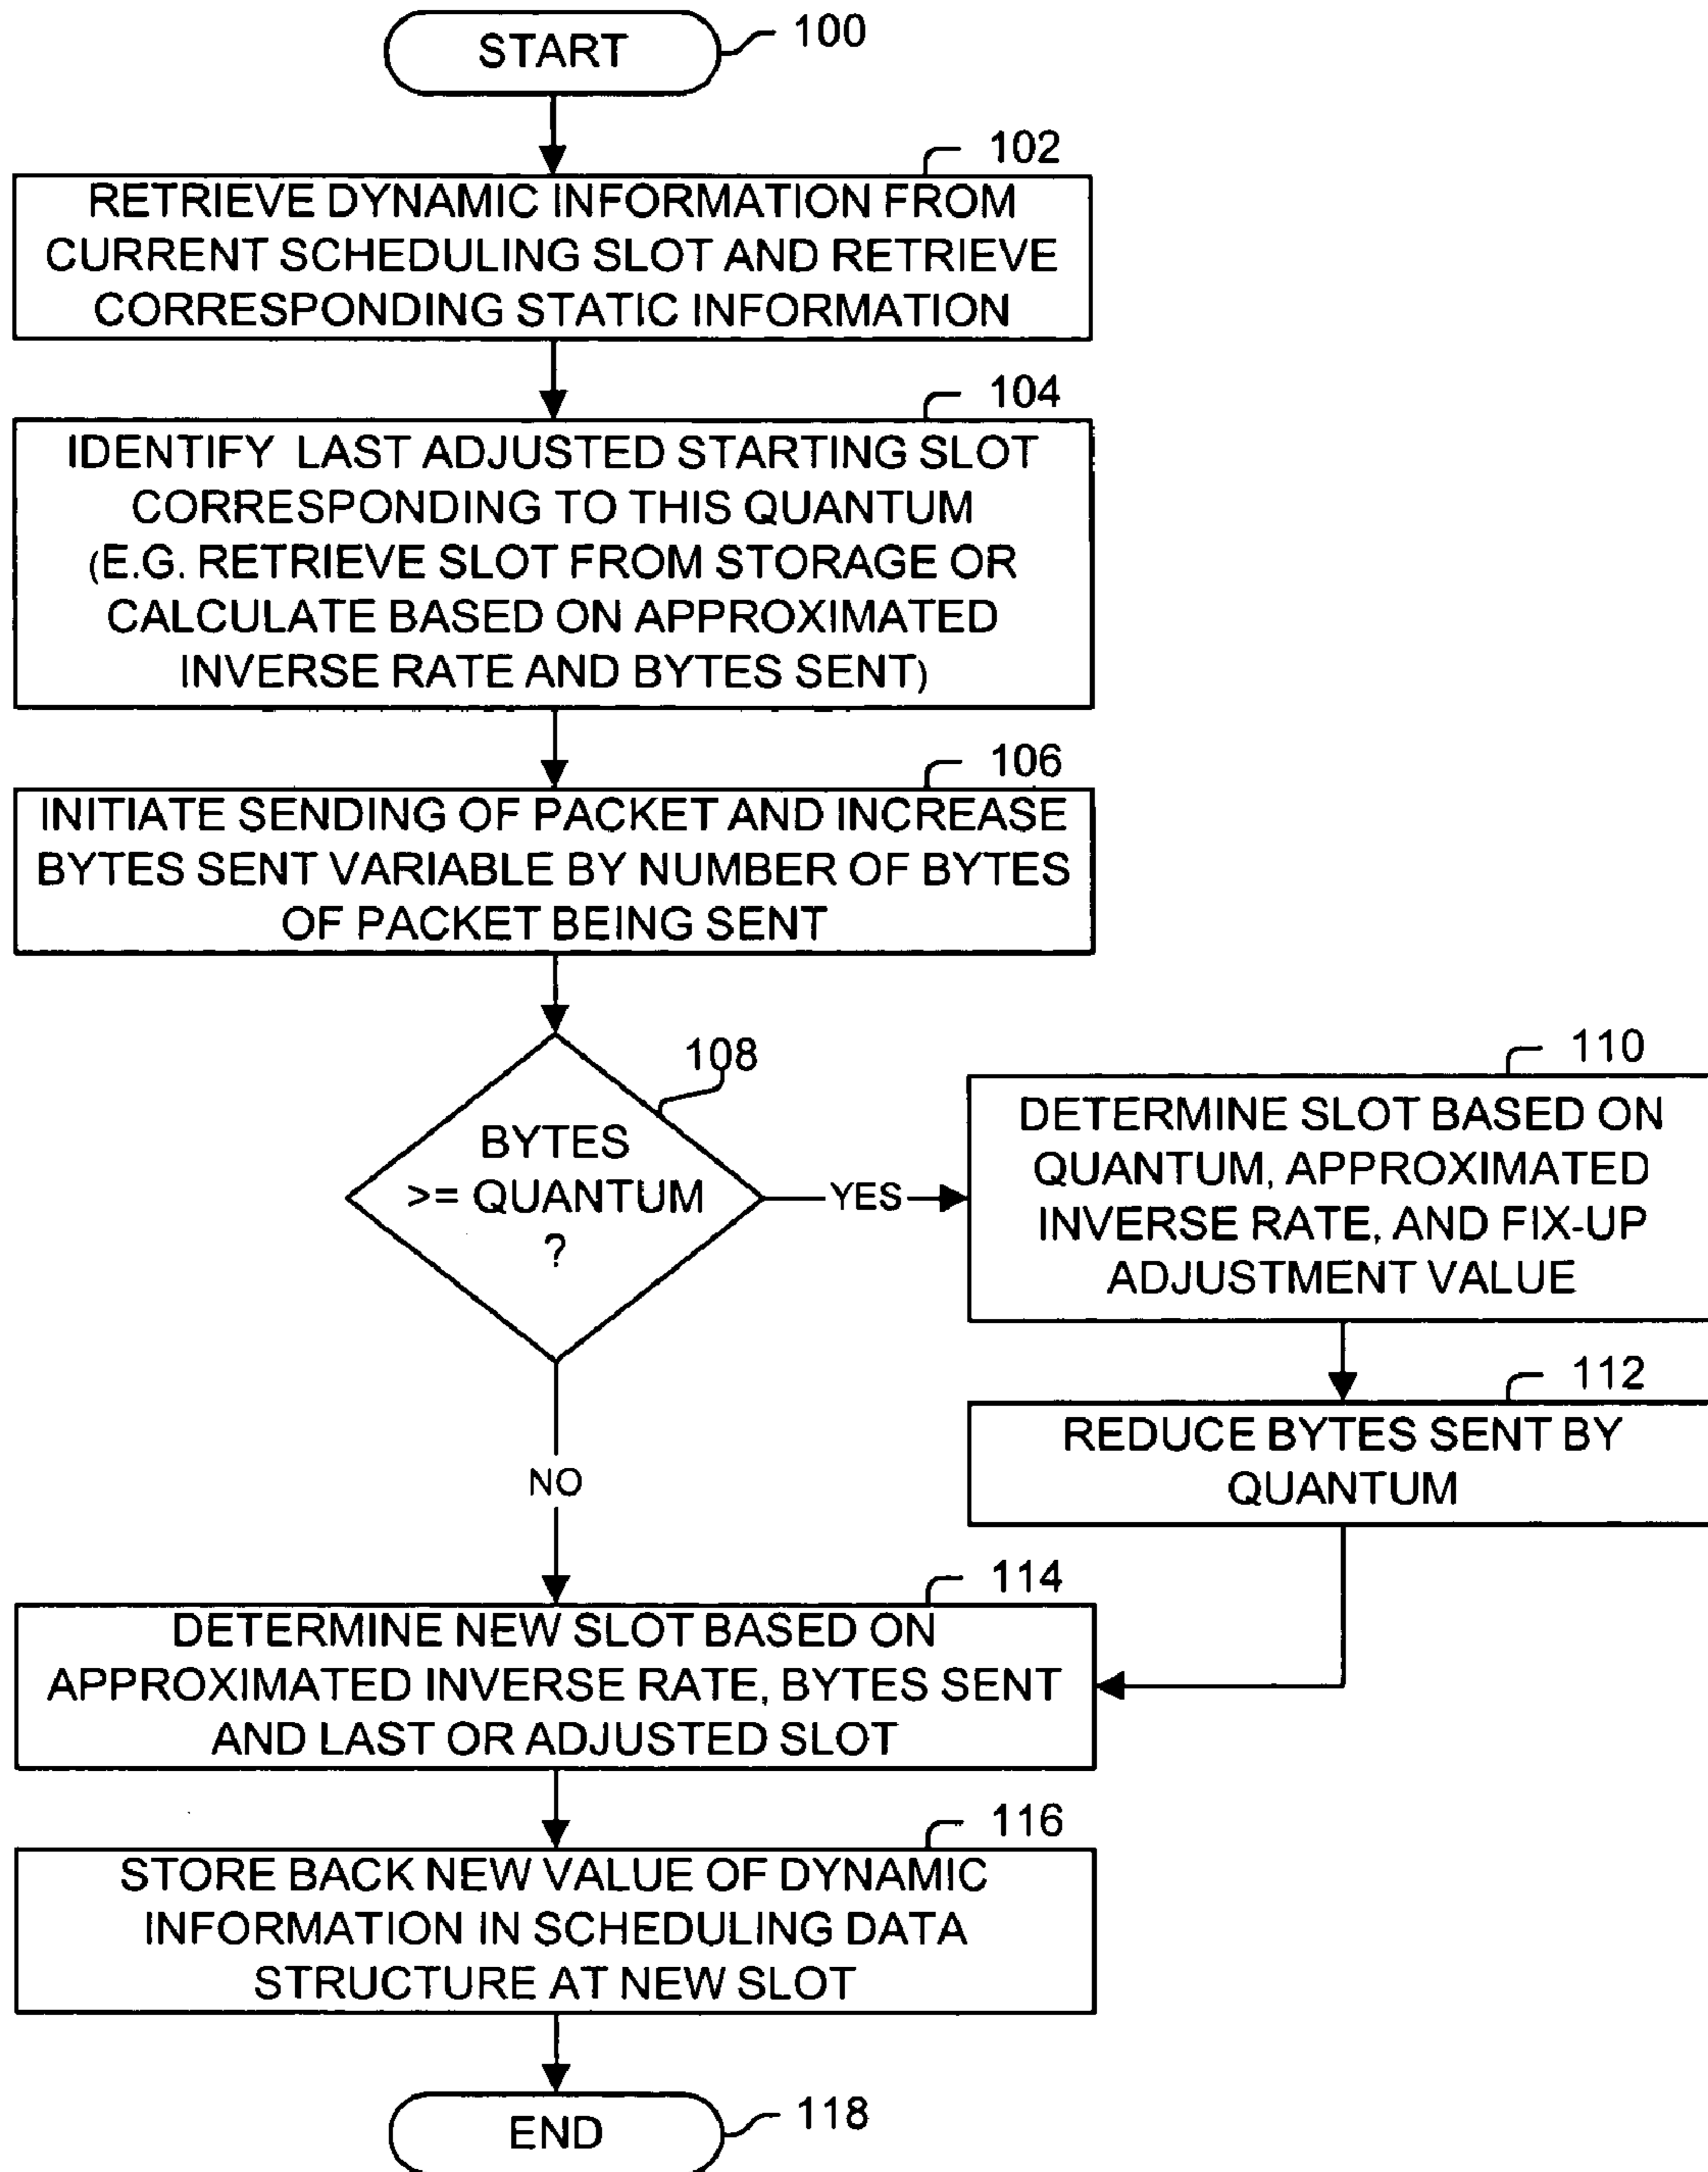 START
100
102
RETRIEVE DYNAMIC INFORMATION FROM
CURRENT SCHEDULING SLOT AND RETRIEVE
CORRESPONDING STATIC INFORMATION
104
IDENTIFY LAST ADJUSTED STARTING SLOT
CORRESPONDING TO THIS QUANTUM
(E.G. RETRIEVE SLOT FROM STORAGE OR
CALCULATE BASED ON APPROXIMATED
INVERSE RATE AND BYTES SENT)
106
INITIATE SENDING OF PACKET AND INCREASE
BYTES SENT VARIABLE BY NUMBER OF BYTES
OF PACKET BEING SENT
108
BYTES
>= QUANTUM
?
YES
110
DETERMINE SLOT BASED ON
QUANTUM, APPROXIMATED
INVERSE RATE, AND FIX-UP
ADJUSTMENT VALUE
112
REDUCE BYTES SENT BY
QUANTUM
NO
114
DETERMINE NEW SLOT BASED ON
APPROXIMATED INVERSE RATE, BYTES SENT
AND LAST OR ADJUSTED SLOT
116
STORE BACK NEW VALUE OF DYNAMIC
INFORMATION IN SCHEDULING DATA
STRUCTURE AT NEW SLOT
END
118